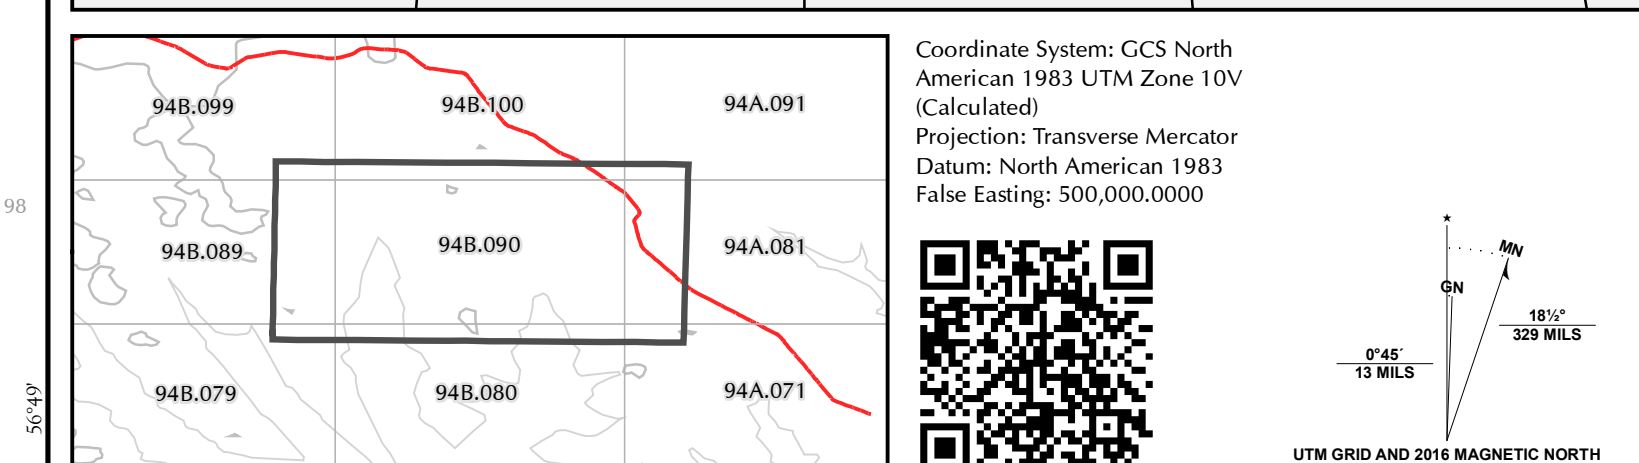 94B.099 94B.100 94A.091
98
94B.089 94B.090 94A.081
56°49'
94B.079 94B.080 94A.071
Coordinate System: GCS North
American 1983 UTM Zone 10V
(Calculated)
Projection: Transverse Mercator
Datum: North American 1983
False Easting: 500,000.0000
MN
GN
18½°
329 MILS
0°45´
13 MILS
UTM GRID AND 2016 MAGNETIC NORTH